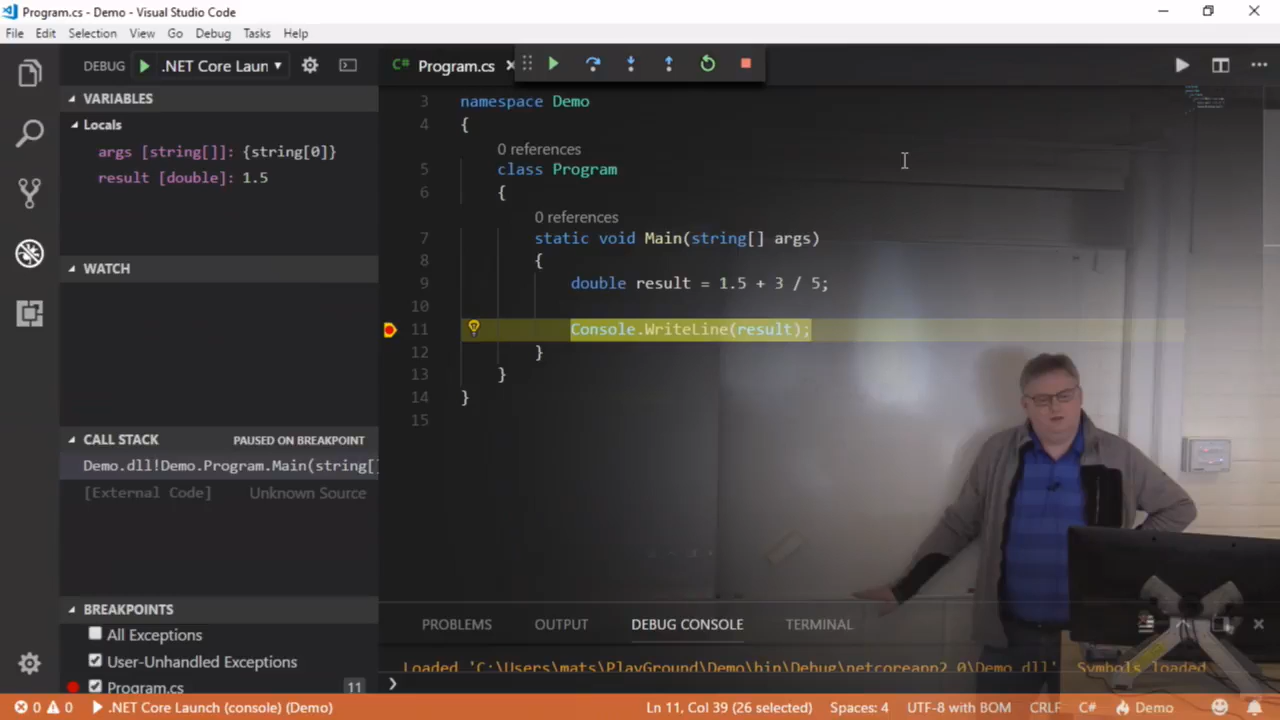 Program.cs - Demo - Visual Studio Code
File Edit Selection View Go Debug Tasks Help
DEBUG .NET Core Laun
VARIABLES
Locals
args [string[]]: {string[0]}
result [double]: 1.5
WATCH
CALL STACK PAUSED ON BREAKPOINT
Demo.dll!Demo.Program.Main(string[]
[External Code] Unknown Source
BREAKPOINTS
All Exceptions
User-Unhandled Exceptions
Program.cs 11
C# Program.cs
3 namespace Demo
4 {
0 references
5 class Program
6 {
0 references
7 static void Main(string[] args)
8 {
9 double result = 1.5 + 3 / 5;
10
11 Console.WriteLine(result);
12 }
13 }
14 }
15
PROBLEMS OUTPUT DEBUG CONSOLE TERMINAL
Loaded 'C:\Users\mats\PlayGround\Demo\bin\Debug\netcoreapp2.0\Demo.dll'. Symbols loaded
0 0 .NET Core Launch (console) (Demo) Ln 11, Col 39 (26 selected) Spaces: 4 UTF-8 with BOM CRLF C# Demo